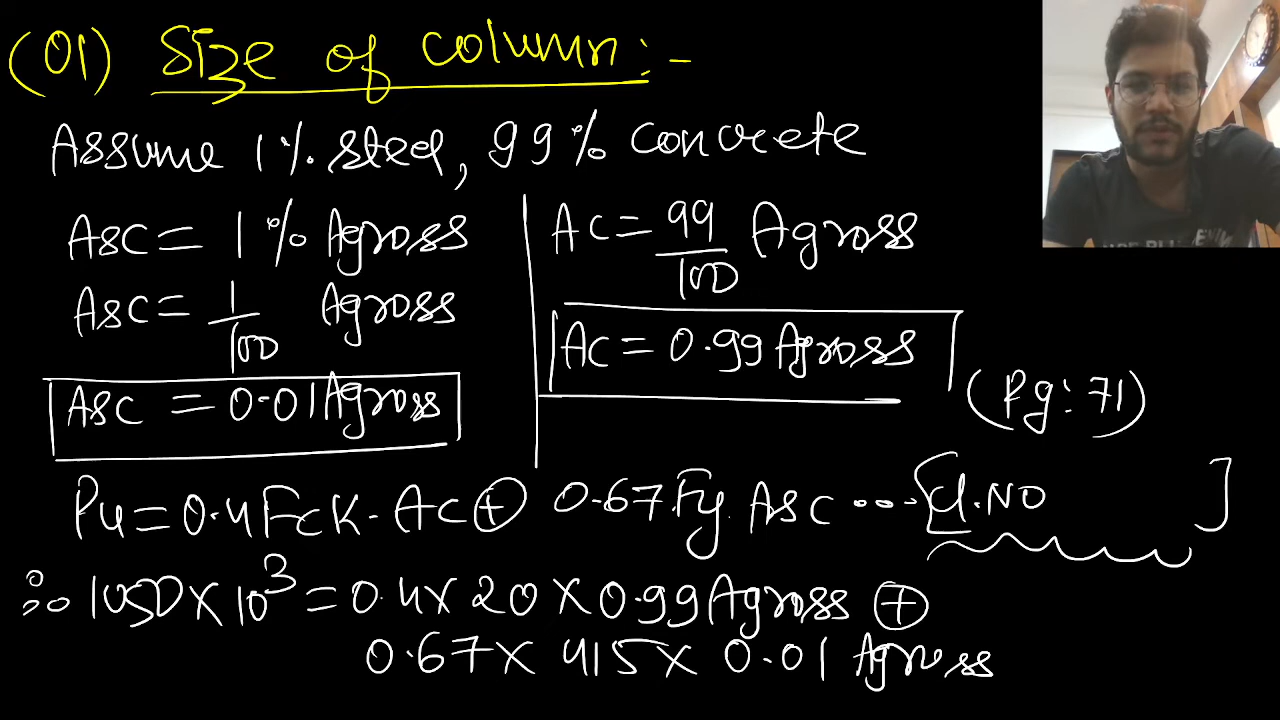 (01) Size of column:-
Assume 1% steel, 99% concrete
Asc = 1% Agross
Asc = 1/100 Agross
Asc = 0.01 Agross
Ac = 99/100 Agross
Ac = 0.99 Agross
(Pg: 71)
Pu = 0.4 Fck. Ac ⊕ 0.67.Fy. Asc ...[Cl.NO ]
∴ 1050 X 10³ = 0.4 X 20 X 0.99 Agross ⊕
0.67 X 415 X 0.01 Agross